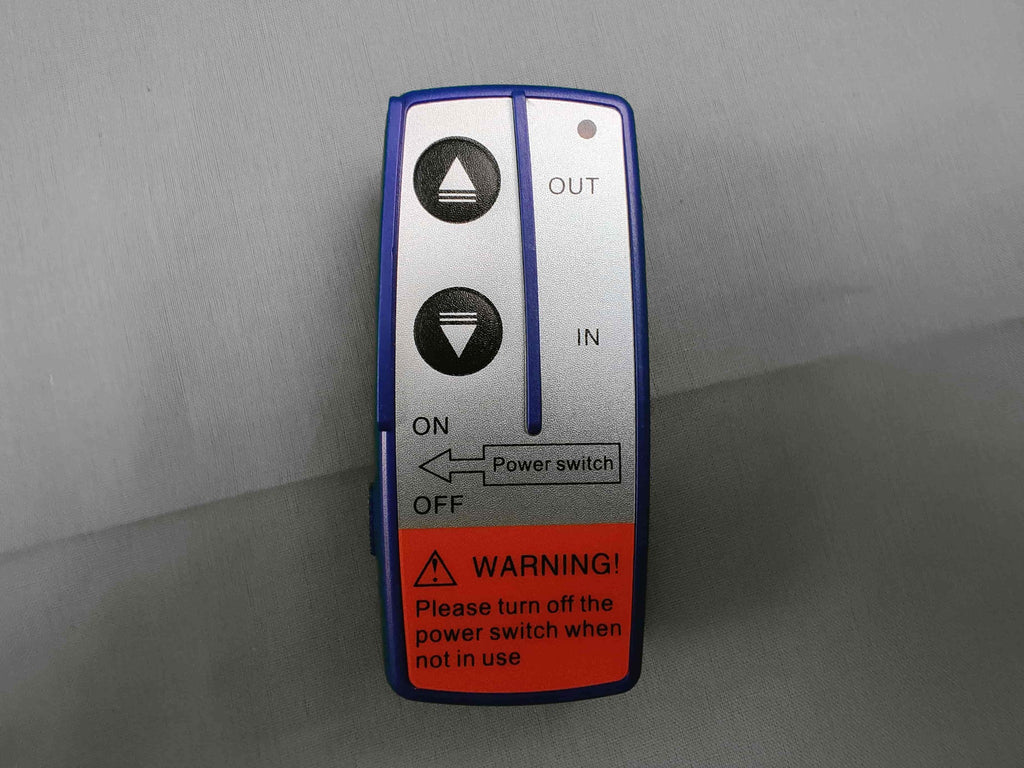 OUT
IN
ON
Power switch
OFF
WARNING!
Please turn off the
power switch when
not in use